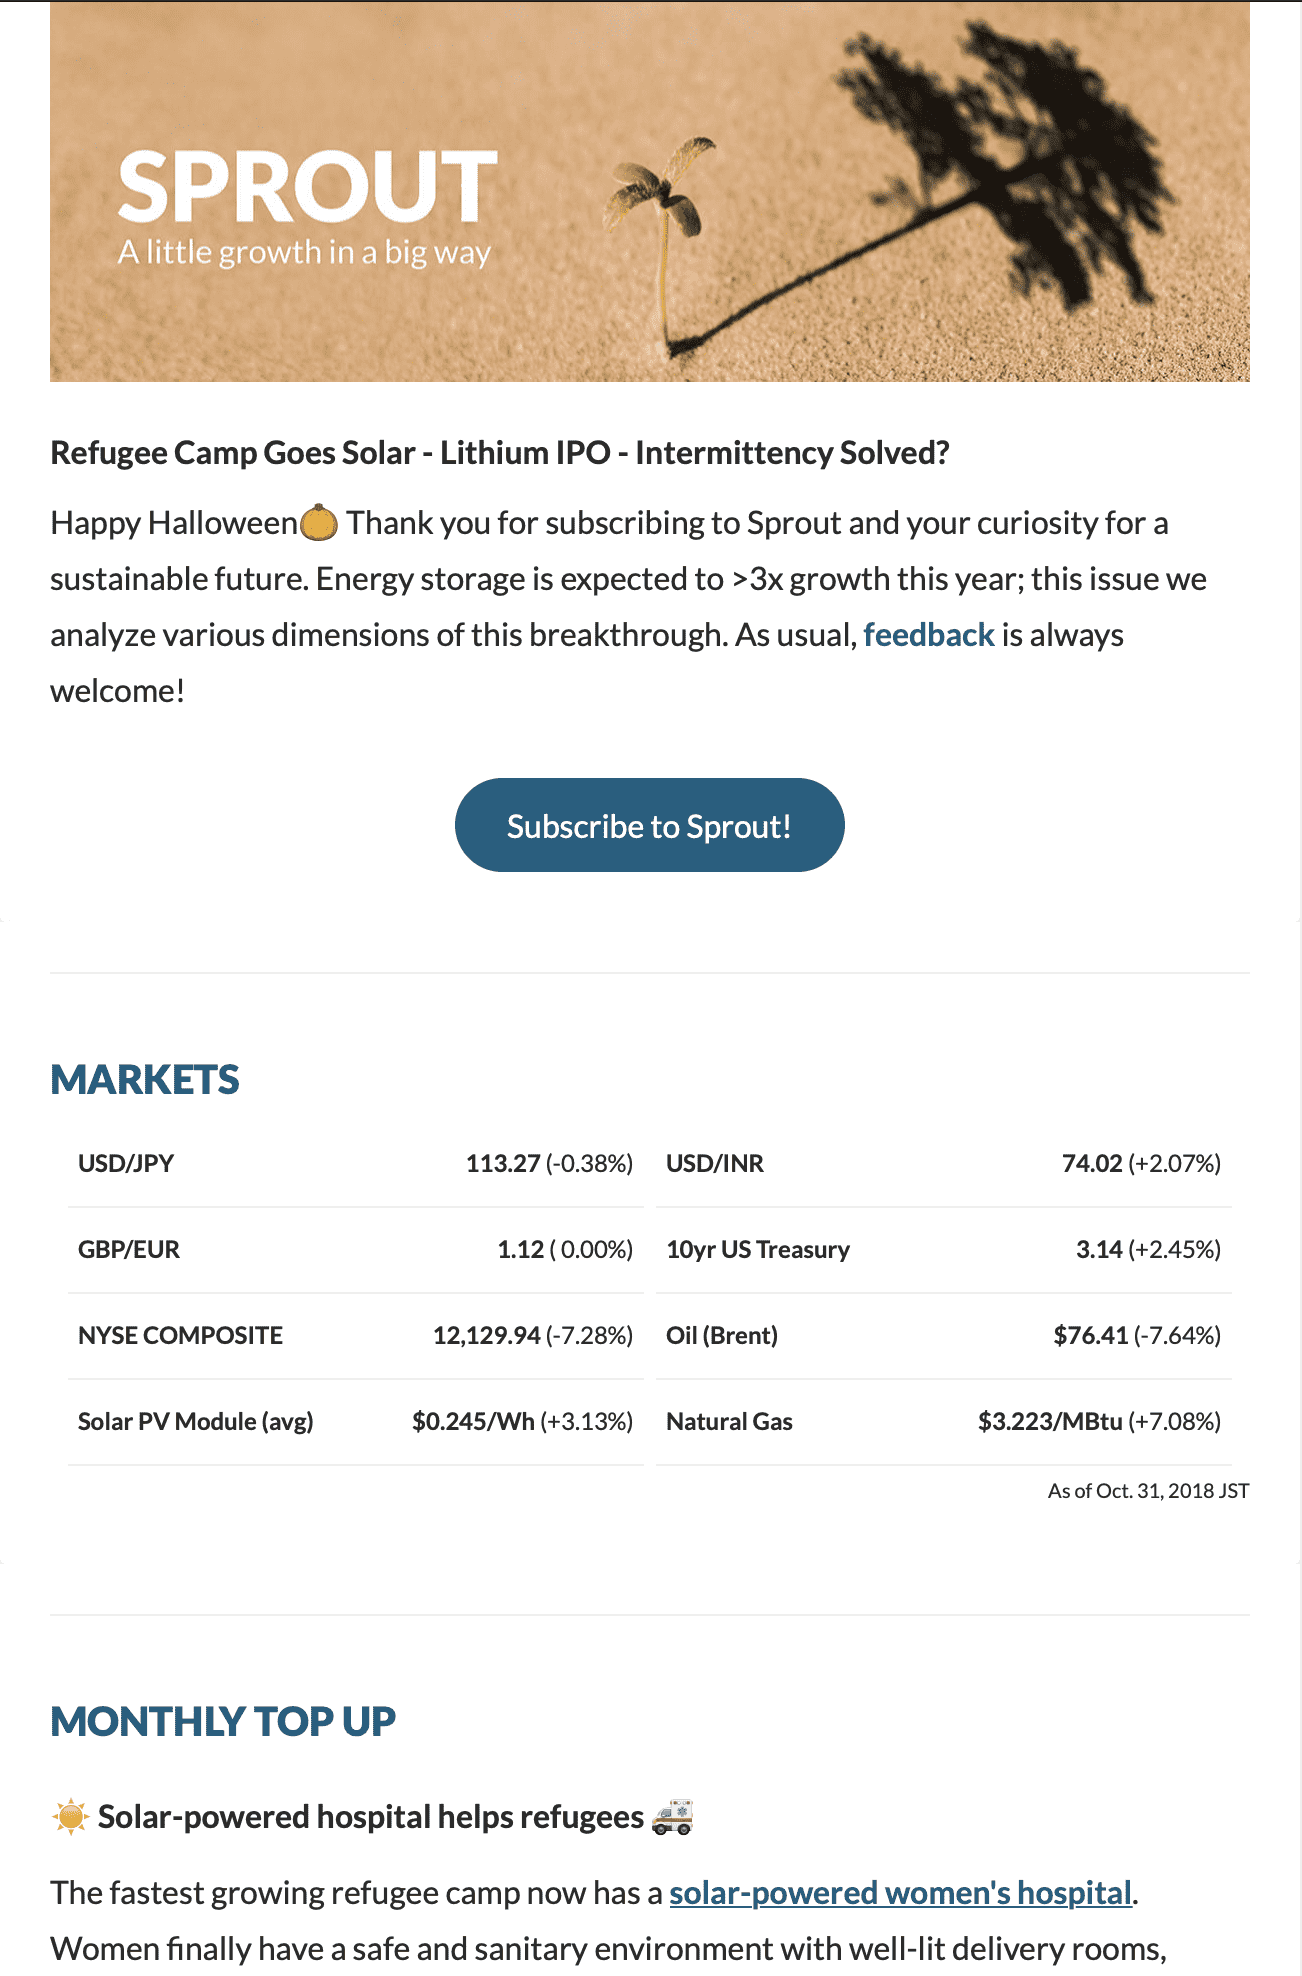 SPROUT
A little growth in a big way
Refugee Camp Goes Solar - Lithium IPO - Intermittency Solved?
Happy Halloween🎃 Thank you for subscribing to Sprout and your curiosity for a
sustainable future. Energy storage is expected to >3x growth this year; this issue we
analyze various dimensions of this breakthrough. As usual, feedback is always
welcome!
Subscribe to Sprout!
MARKETS
USD/JPY 113.27 (-0.38%) USD/INR 74.02 (+2.07%)
GBP/EUR 1.12 ( 0.00%) 10yr US Treasury 3.14 (+2.45%)
NYSE COMPOSITE 12,129.94 (-7.28%) Oil (Brent) $76.41 (-7.64%)
Solar PV Module (avg) $0.245/Wh (+3.13%) Natural Gas $3.223/MBtu (+7.08%)
As of Oct. 31, 2018 JST
MONTHLY TOP UP
☀️ Solar-powered hospital helps refugees 🚑
The fastest growing refugee camp now has a solar-powered women's hospital.
Women finally have a safe and sanitary environment with well-lit delivery rooms,